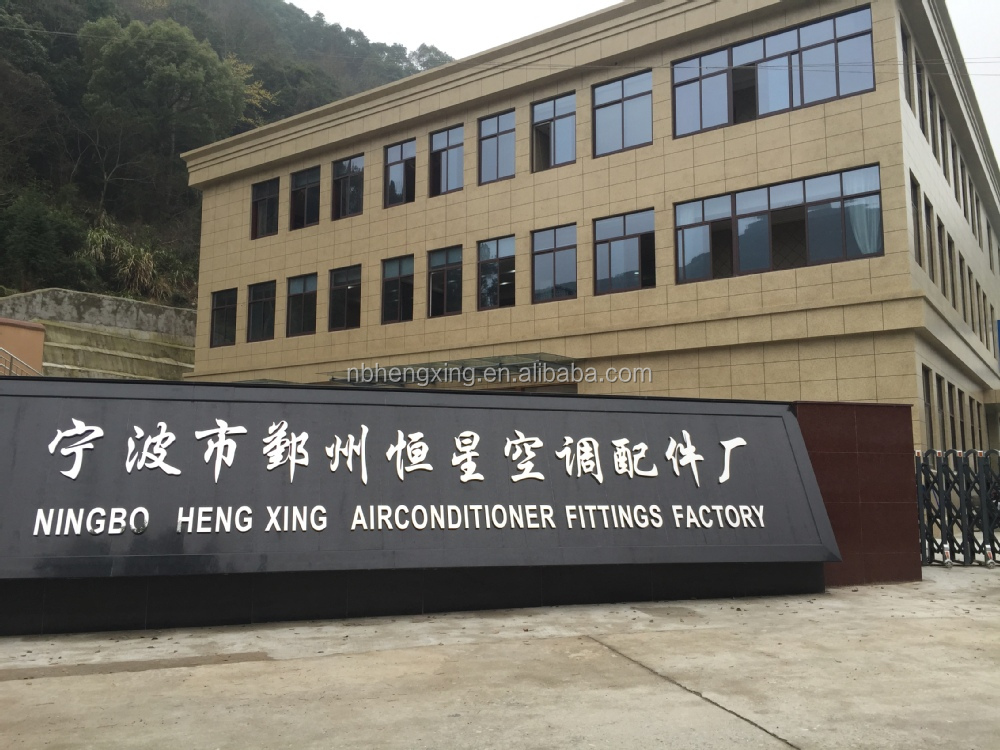 nbhengxing.en.alibaba.com
宁波市鄞州恒星空调配件厂
NINGBO HENG XING AIRCONDITIONER FITTINGS FACTORY